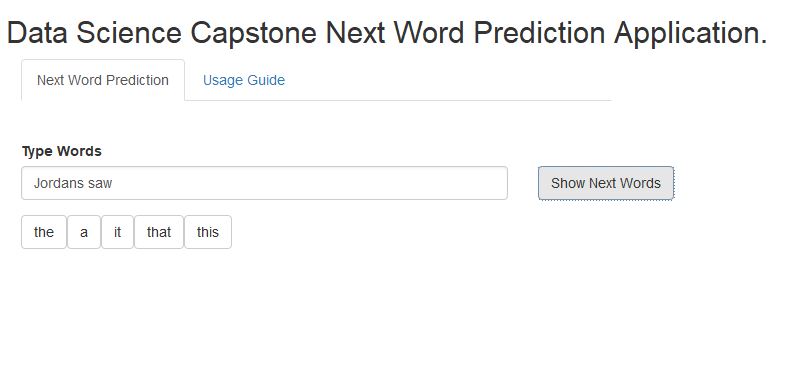 Data Science Capstone Next Word Prediction Application.
Next Word Prediction Usage Guide
Type Words
Jordans saw Show Next Words
the a it that this